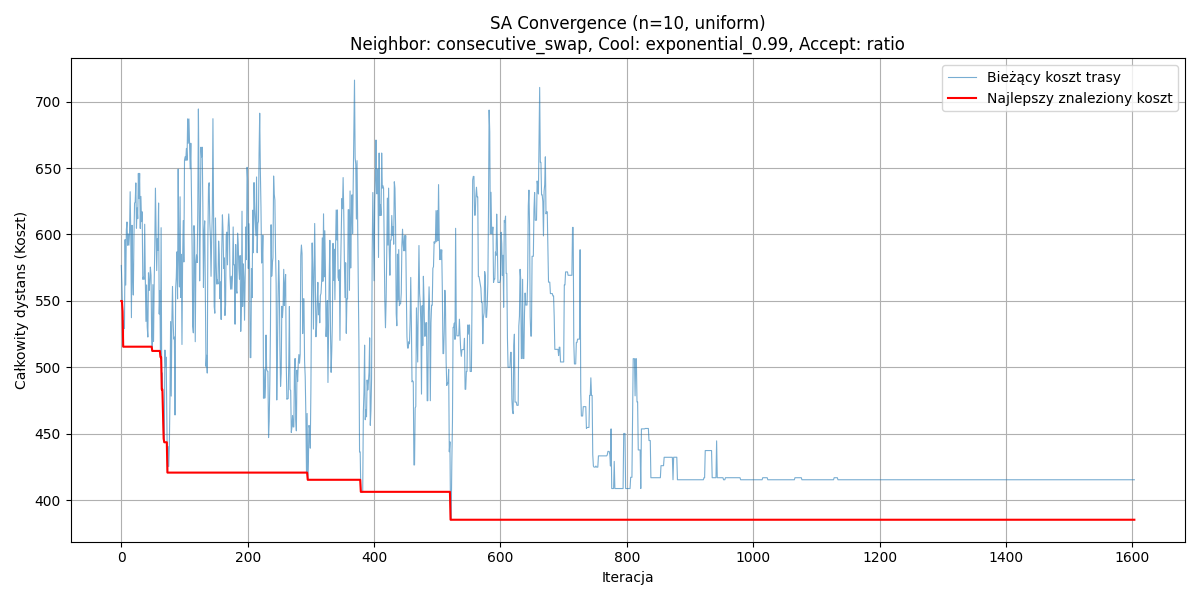 SA Convergence (n=10, uniform)
Neighbor: consecutive_swap, Cool: exponential_0.99, Accept: ratio
Bieżący koszt trasy
Najlepszy znaleziony koszt
Całkowity dystans (Koszt)
700
650
600
550
500
450
400
0 200 400 600 800 1000 1200 1400 1600
Iteracja